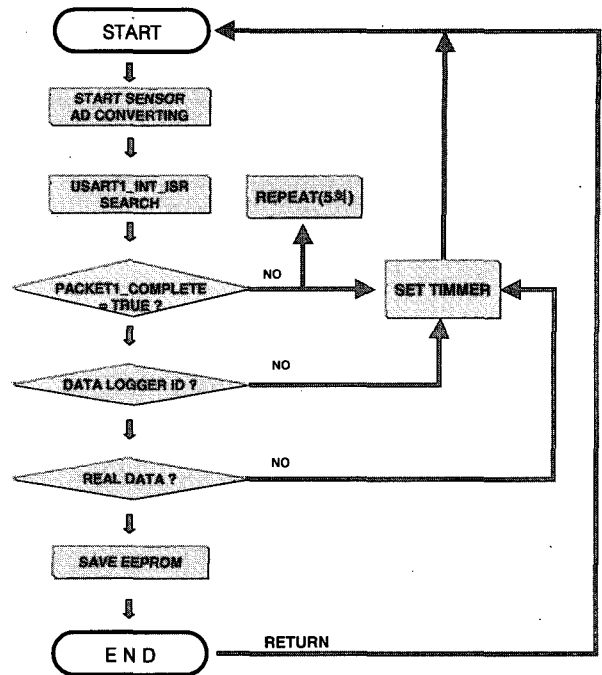 START
START SENSOR
AD CONVERTING
USART1_INT_ISR
SEARCH
REPEAT(5회)
PACKET1_COMPLETE
= TRUE ?
NO
SET TIMMER
DATA LOGGER ID ?
NO
REAL DATA ?
NO
SAVE EEPROM
E N D
RETURN